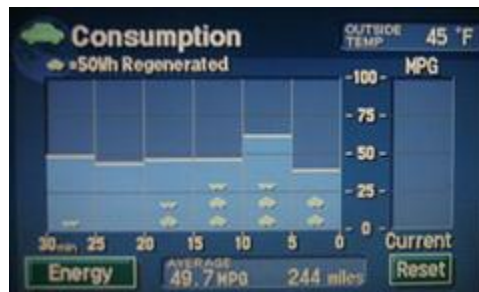 Consumption
OUTSIDE TEMP 45 °F
=50Wh Regenerated
MPG
100
75
50
25
0
30min 25 20 15 10 5 0
Current
Energy
AVERAGE
49.7 MPG 244 miles
Reset